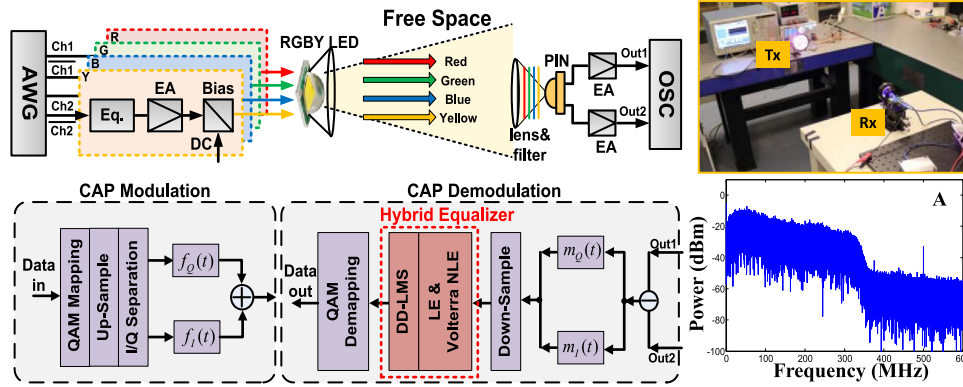 Free Space
AWG
Ch1
Ch1
Ch2
Ch2
R
G
B
Y
Eq.
EA
Bias
DC
RGBY LED
Red
Green
Blue
Yellow
lens&
filter
PIN
EA
EA
Out1
Out2
OSC
Tx
Rx
CAP Modulation
Data
in
QAM Mapping
Up-Sample
I/Q Separation
f_Q(t)
f_I(t)
CAP Demodulation
Hybrid Equalizer
Data
out
QAM
Demapping
DD-LMS
LE &
Volterra NLE
Down-Sample
m_Q(t)
m_I(t)
Out1
Out2
A
Power (dBm)
0
-20
-40
-60
-80
-100
0 100 200 300 400 500 600
Frequency (MHz)